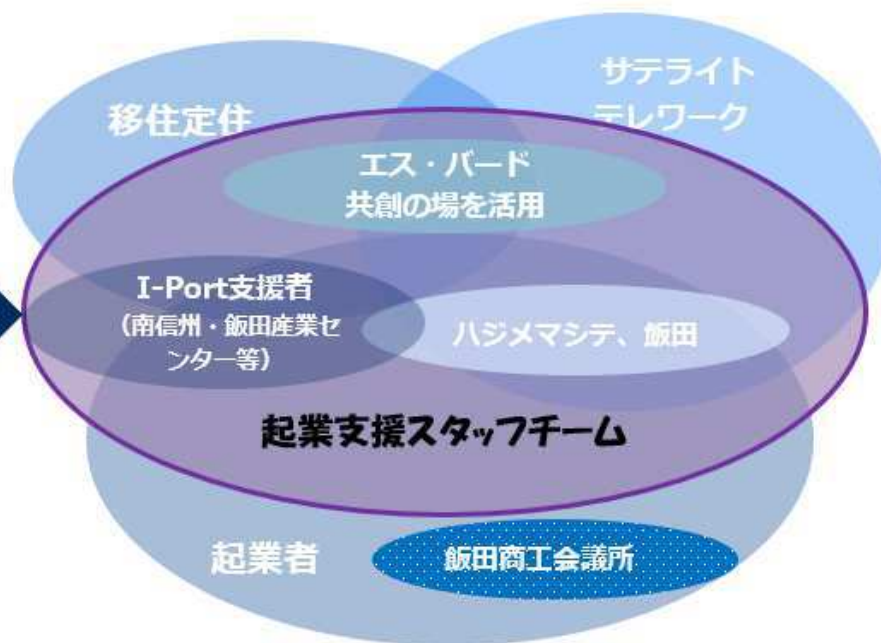 サテライト
テレワーク
移住定住
エス・バード
共創の場を活用
I-Port支援者
（南信州・飯田産業セ
ンター等）
ハジメマシテ、飯田
起業支援スタッフチーム
起業者
飯田商工会議所